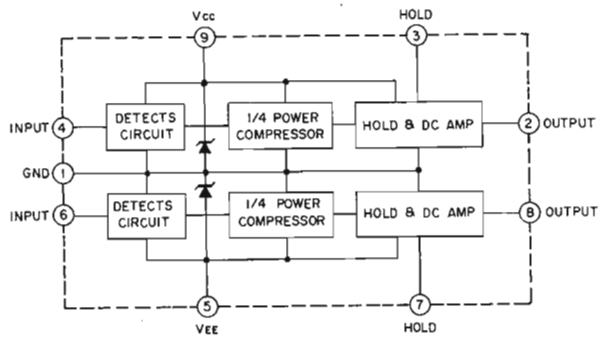 Vcc HOLD
9 3
DETECTS 1/4 POWER HOLD & DC AMP
CIRCUIT COMPRESSOR
INPUT 4 2 OUTPUT
GND 1
DETECTS 1/4 POWER HOLD & DC AMP
CIRCUIT COMPRESSOR
INPUT 6 8 OUTPUT
5 7
VEE HOLD